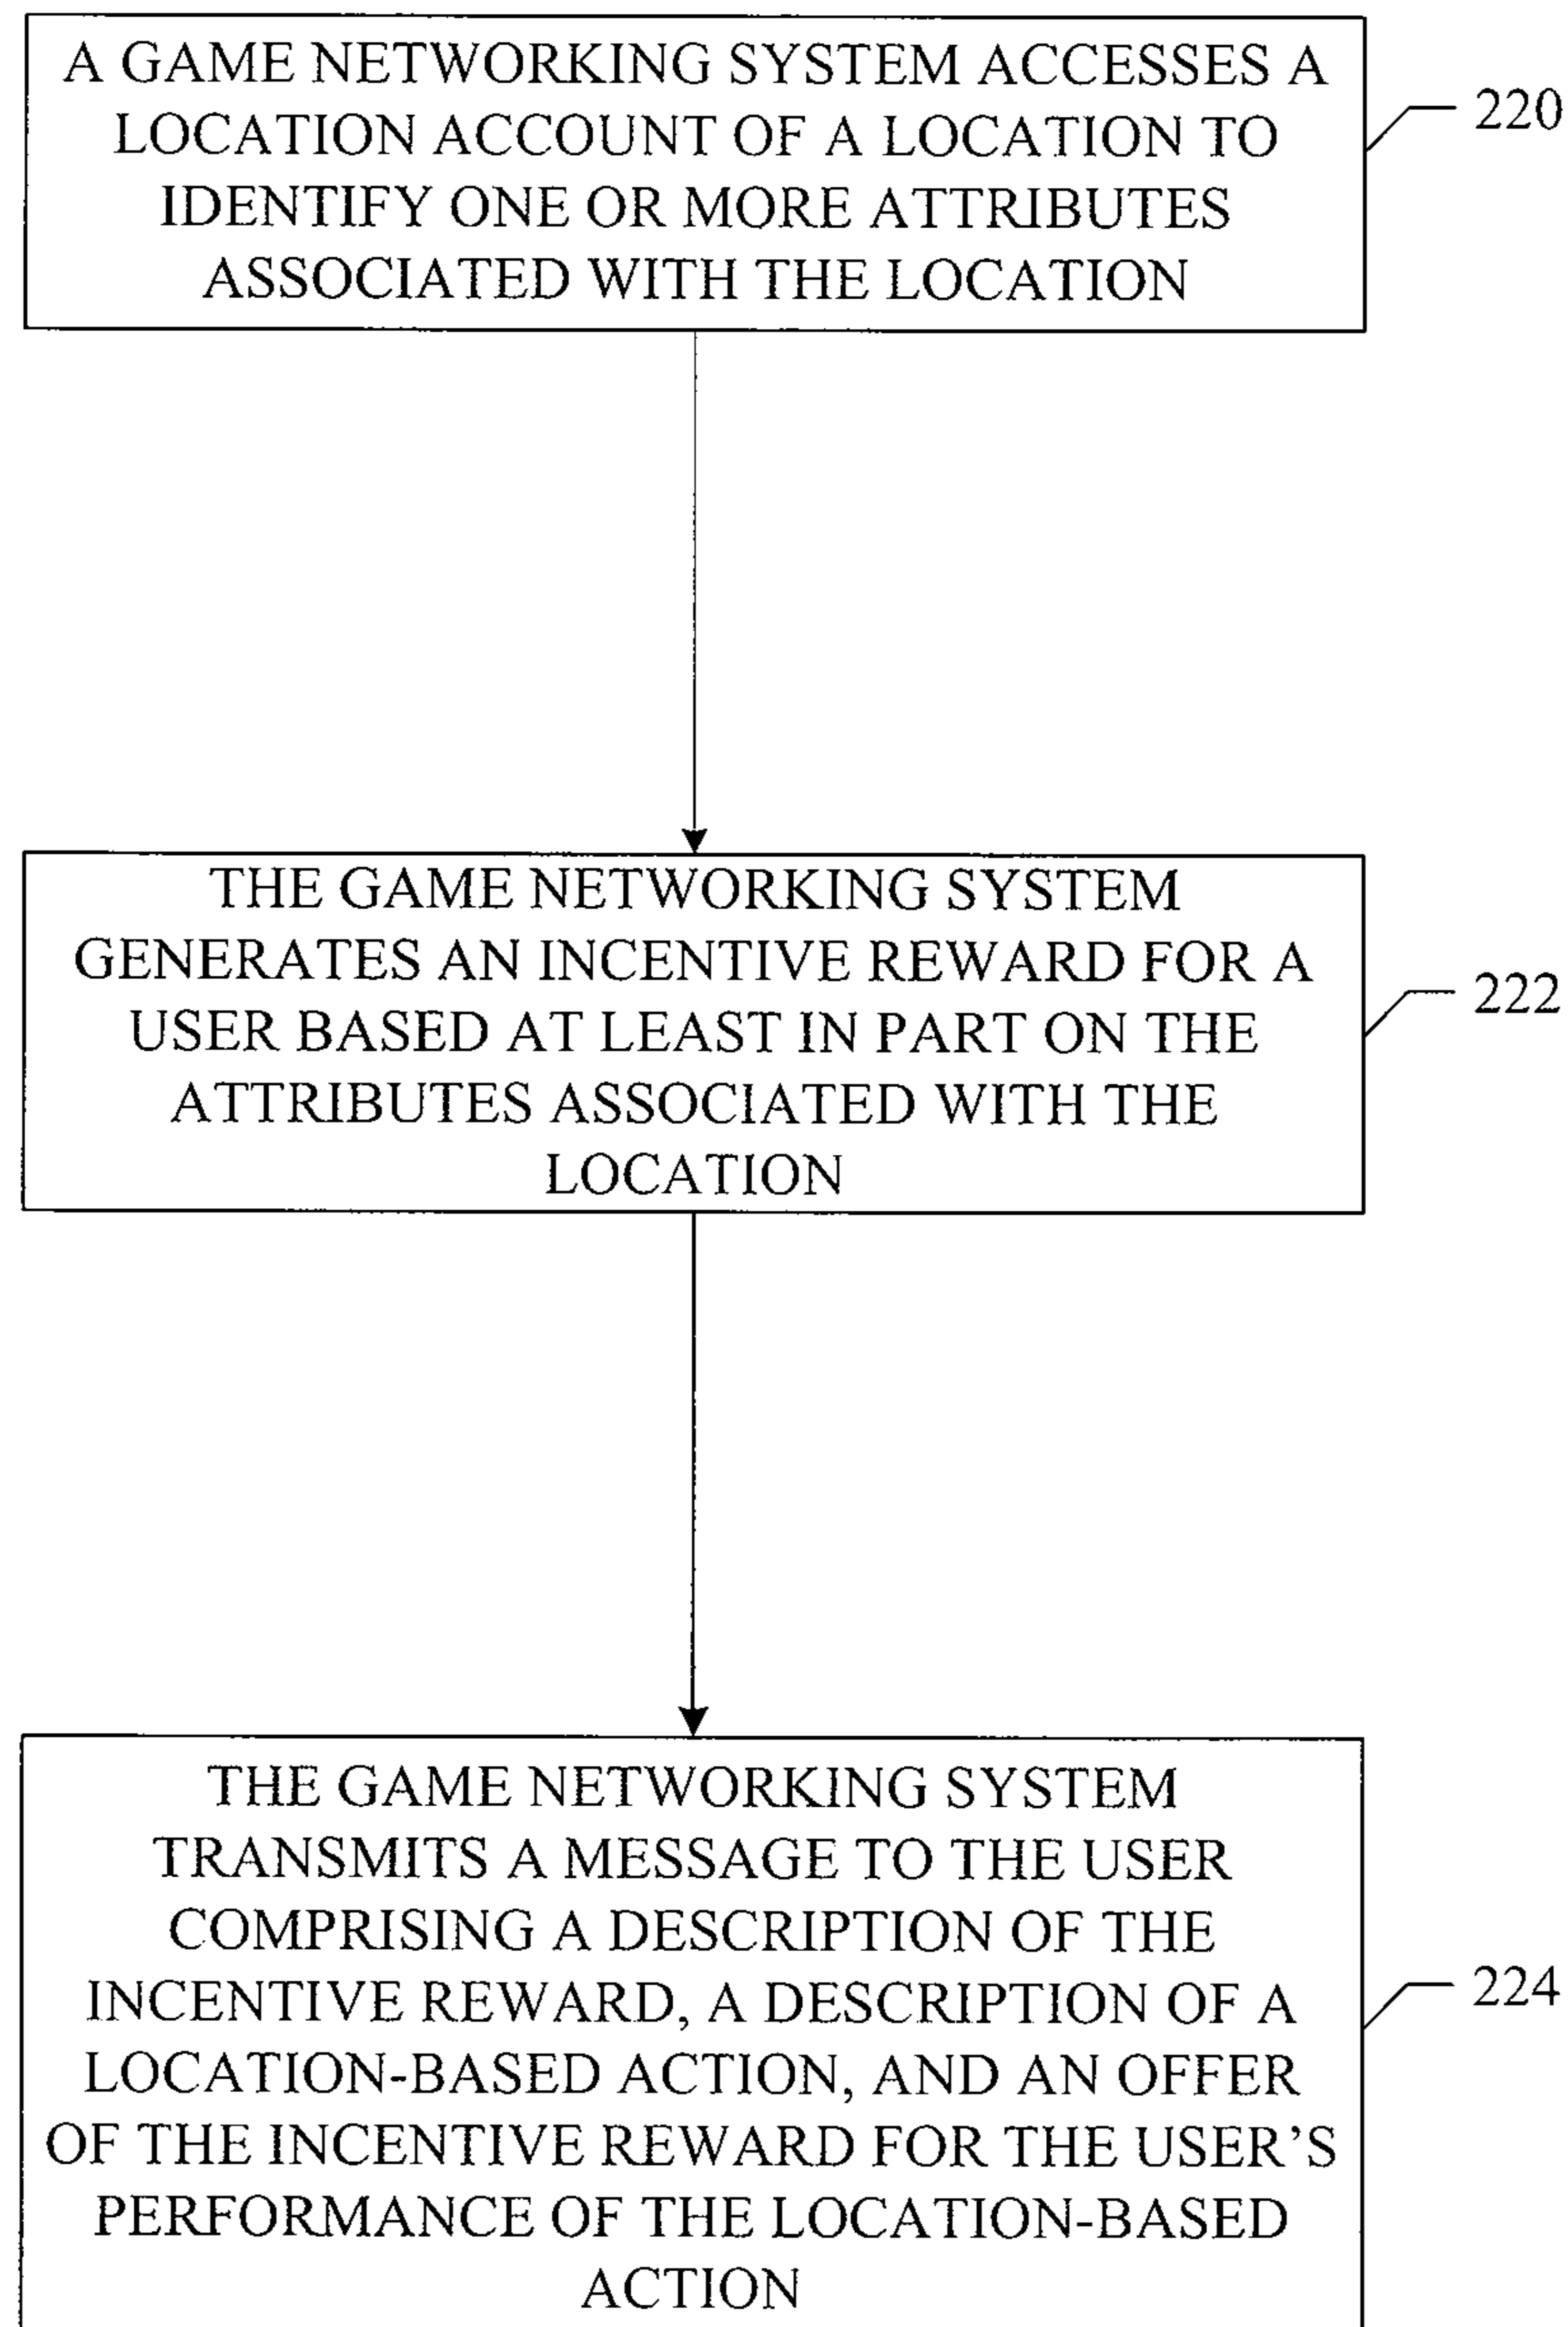 A GAME NETWORKING SYSTEM ACCESSES A
LOCATION ACCOUNT OF A LOCATION TO
IDENTIFY ONE OR MORE ATTRIBUTES
ASSOCIATED WITH THE LOCATION
220
THE GAME NETWORKING SYSTEM
GENERATES AN INCENTIVE REWARD FOR A
USER BASED AT LEAST IN PART ON THE
ATTRIBUTES ASSOCIATED WITH THE
LOCATION
222
THE GAME NETWORKING SYSTEM
TRANSMITS A MESSAGE TO THE USER
COMPRISING A DESCRIPTION OF THE
INCENTIVE REWARD, A DESCRIPTION OF A
LOCATION-BASED ACTION, AND AN OFFER
OF THE INCENTIVE REWARD FOR THE USER’S
PERFORMANCE OF THE LOCATION-BASED
ACTION
224